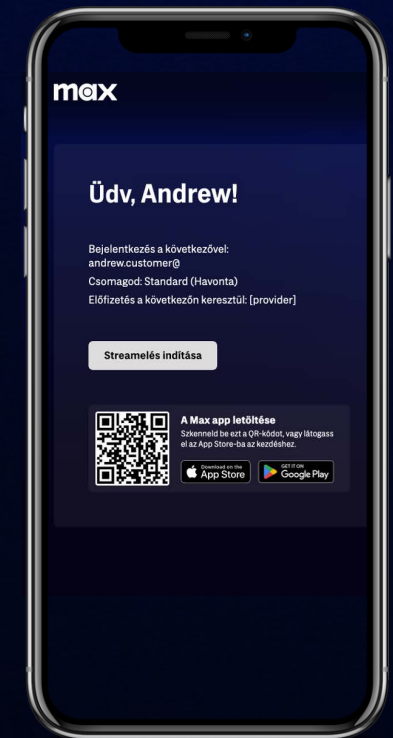 max
Üdv, Andrew!
Bejelentkezés a következővel:
andrew.customer@
Csomagod: Standard (Havonta)
Előfizetés a következőn keresztül: [provider]
Streamelés indítása
A Max app letöltése
Szkenneld be ezt a QR-kódot, vagy látogass
el az App Store-ba az kezdéshez.
Download on the
App Store
GET IT ON
Google Play